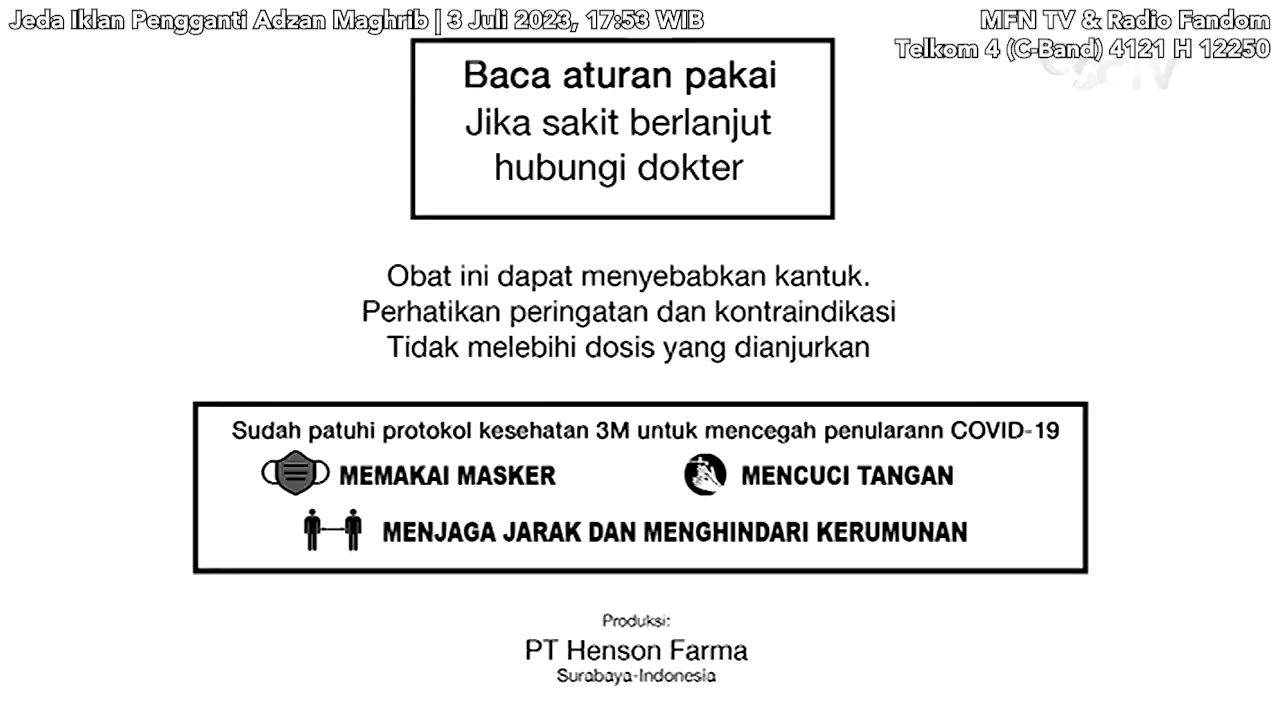 Jeda Iklan Pengganti Adzan Maghrib | 3 Juli 2023, 17:53 WIB
MFN TV & Radio Fandom
Telkom 4 (C-Band) 4121 H 12250
Baca aturan pakai
Jika sakit berlanjut
hubungi dokter
Obat ini dapat menyebabkan kantuk.
Perhatikan peringatan dan kontraindikasi
Tidak melebihi dosis yang dianjurkan
Sudah patuhi protokol kesehatan 3M untuk mencegah penularann COVID-19
MEMAKAI MASKER
MENCUCI TANGAN
MENJAGA JARAK DAN MENGHINDARI KERUMUNAN
Produksi:
PT Henson Farma
Surabaya-Indonesia